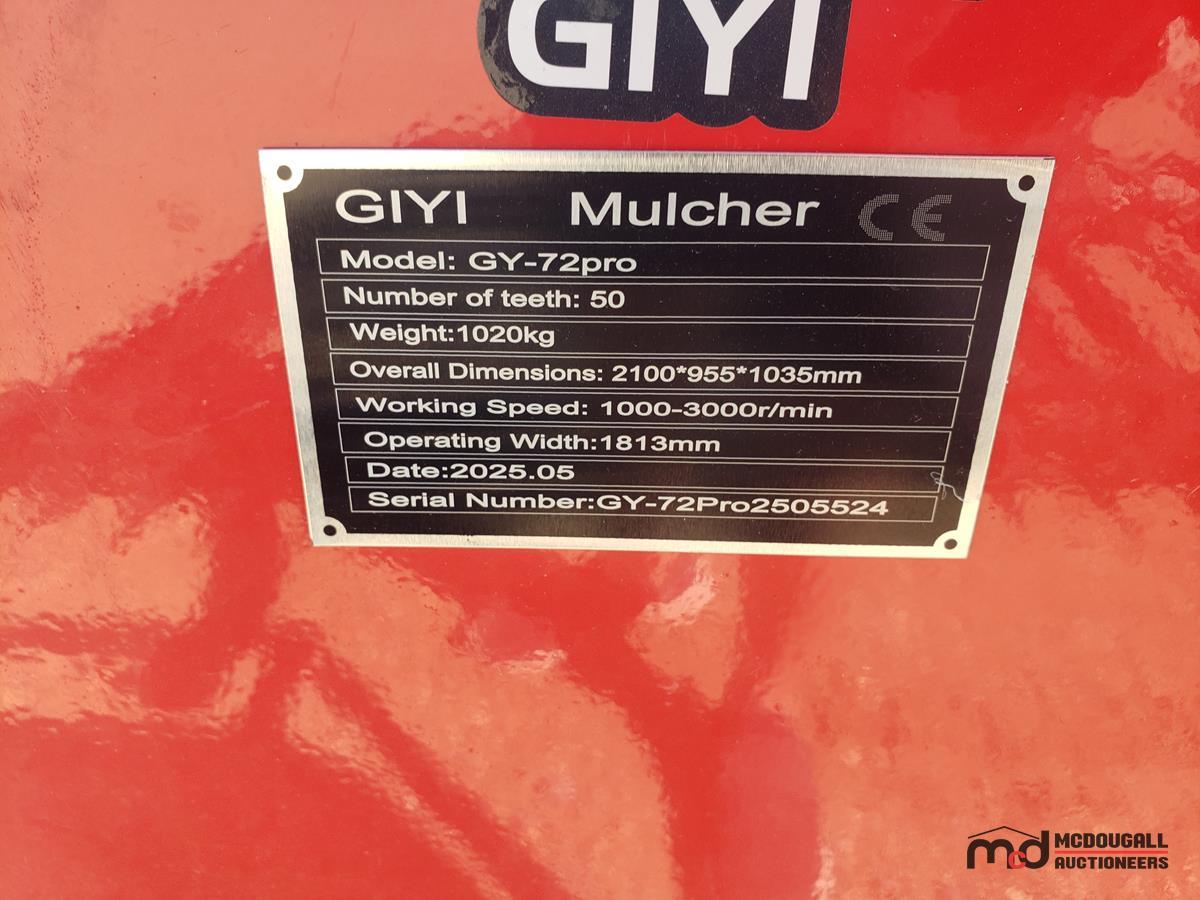 GIYI
GIYI Mulcher CE
Model: GY-72pro
Number of teeth: 50
Weight:1020kg
Overall Dimensions: 2100*955*1035mm
Working Speed: 1000-3000r/min
Operating Width:1813mm
Date:2025.05
Serial Number:GY-72Pro2505524
mcd MCDOUGALL
AUCTIONEERS